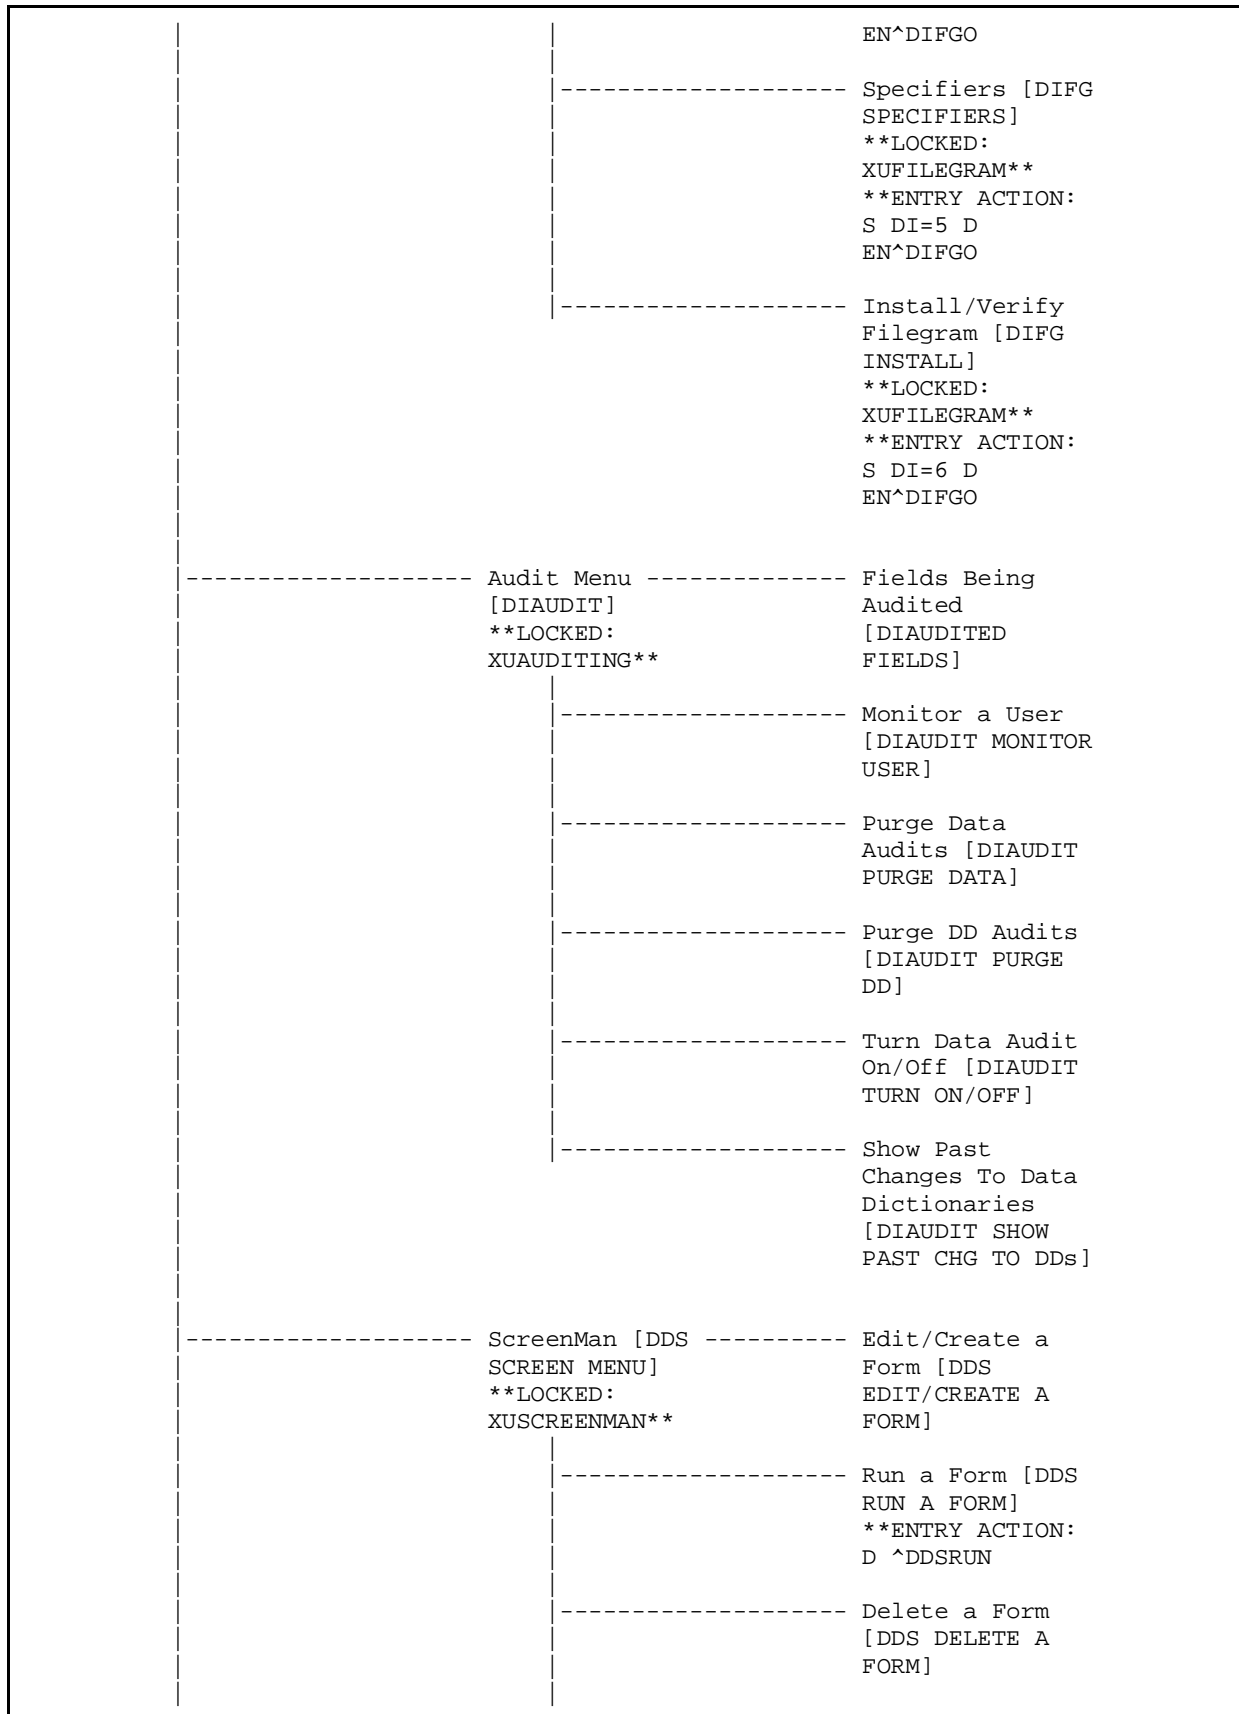 EN^DIFGO
Specifiers [DIFG
SPECIFIERS]
**LOCKED:
XUFILEGRAM**
**ENTRY ACTION:
S DI=5 D
EN^DIFGO
Install/Verify
Filegram [DIFG
INSTALL]
**LOCKED:
XUFILEGRAM**
**ENTRY ACTION:
S DI=6 D
EN^DIFGO
Audit Menu -------------- Fields Being
[DIAUDIT] Audited
**LOCKED: [DIAUDITED
XUAUDITING** FIELDS]
Monitor a User
[DIAUDIT MONITOR
USER]
Purge Data
Audits [DIAUDIT
PURGE DATA]
Purge DD Audits
[DIAUDIT PURGE
DD]
Turn Data Audit
On/Off [DIAUDIT
TURN ON/OFF]
Show Past
Changes To Data
Dictionaries
[DIAUDIT SHOW
PAST CHG TO DDs]
ScreenMan [DDS ---------- Edit/Create a
SCREEN MENU] Form [DDS
**LOCKED: EDIT/CREATE A
XUSCREENMAN** FORM]
Run a Form [DDS
RUN A FORM]
**ENTRY ACTION:
D ^DDSRUN
Delete a Form
[DDS DELETE A
FORM]